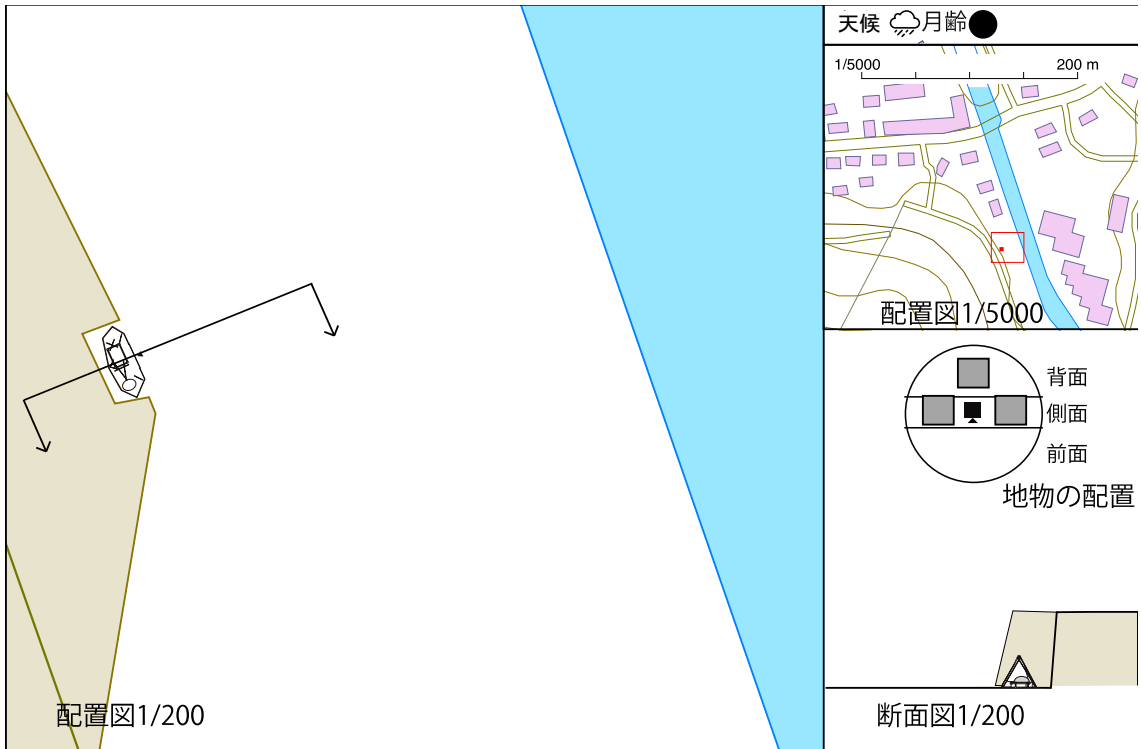 天候 月齢
1/5000 200 m
配置図1/5000
背面
側面
前面
地物の配置
配置図1/200
断面図1/200